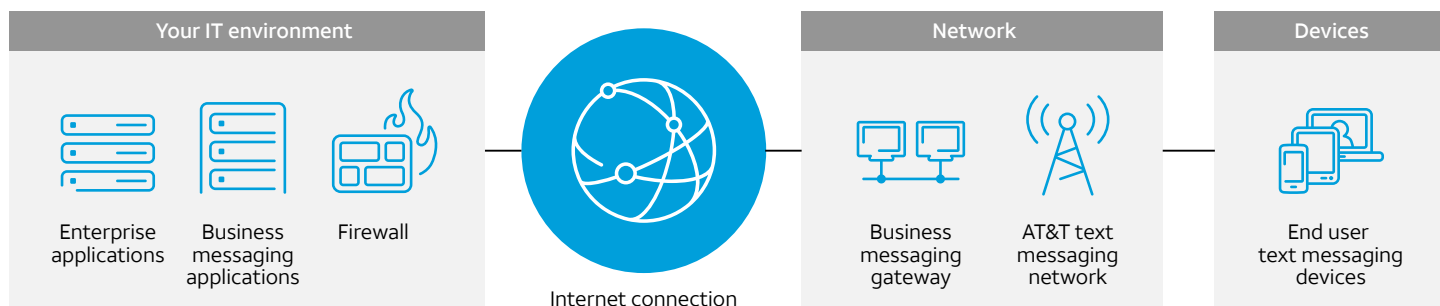 Your IT environment
Enterprise
applications
Business
messaging
applications
Firewall
Internet connection
Network
Business
messaging
gateway
AT&T text
messaging
network
Devices
End user
text messaging
devices